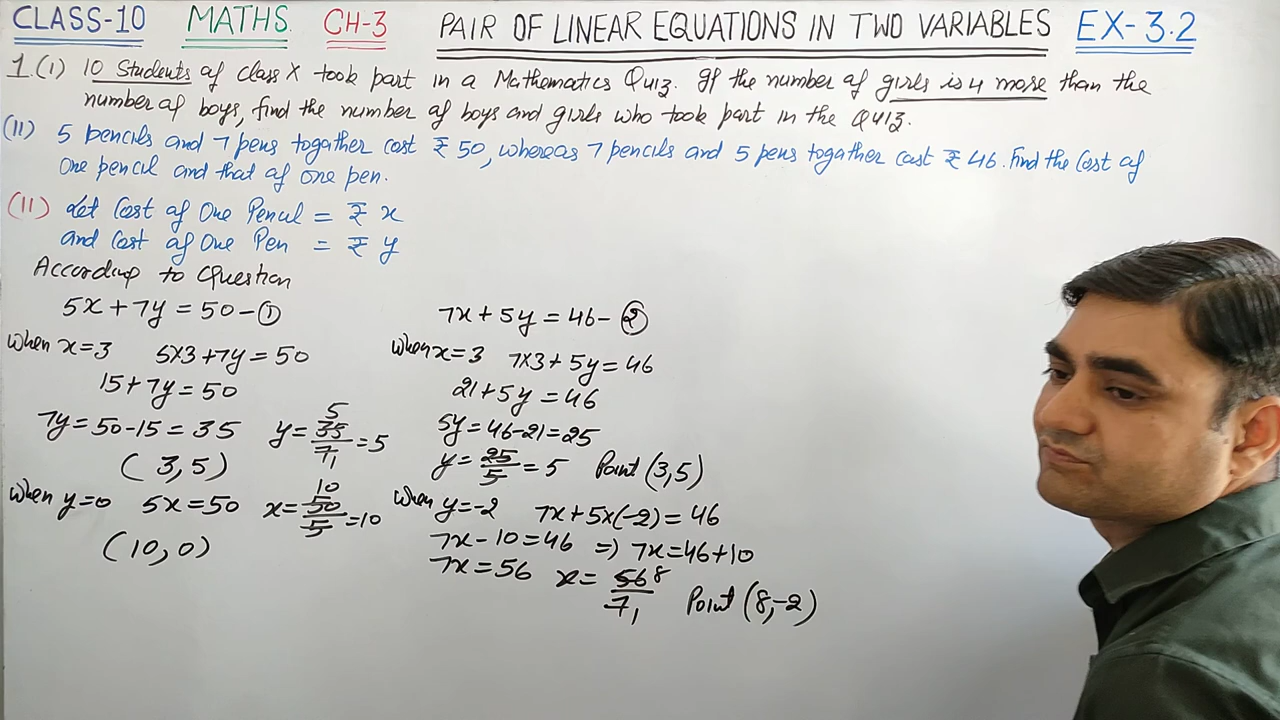 CLASS-10 MATHS. CH-3 PAIR OF LINEAR EQUATIONS IN TWO VARIABLES EX-3.2
1.(I) 10 Students of class X took part in a Mathematics Quiz. If the number of girls is 4 more than the
number of boys, find the number of boys and girls who took part in the Quiz.
(II) 5 pencils and 7 pens togather cost ₹ 50, whereas 7 pencils and 5 pens togather cost ₹ 46. Find the Cost of
One pencil and that of one pen.
(II) Let Cost of One Pencil = ₹ x
and Cost of One Pen = ₹ y
According to Question
5x + 7y = 50 - ①
when x=3 5×3 + 7y = 50
15 + 7y = 50
7y = 50 - 15 = 35 y = 35/7 = 5
5
1
(3, 5)
when y=0 5x = 50 x = 50/5 = 10
10
1
(10, 0)
7x + 5y = 46 - ②
when x=3 7×3 + 5y = 46
21 + 5y = 46
5y = 46 - 21 = 25
y = 25/5 = 5 Point (3, 5)
when y=-2 7x + 5×(-2) = 46
7x - 10 = 46 => 7x = 46 + 10
7x = 56 x = 56/7 Point (8, -2)
8
1